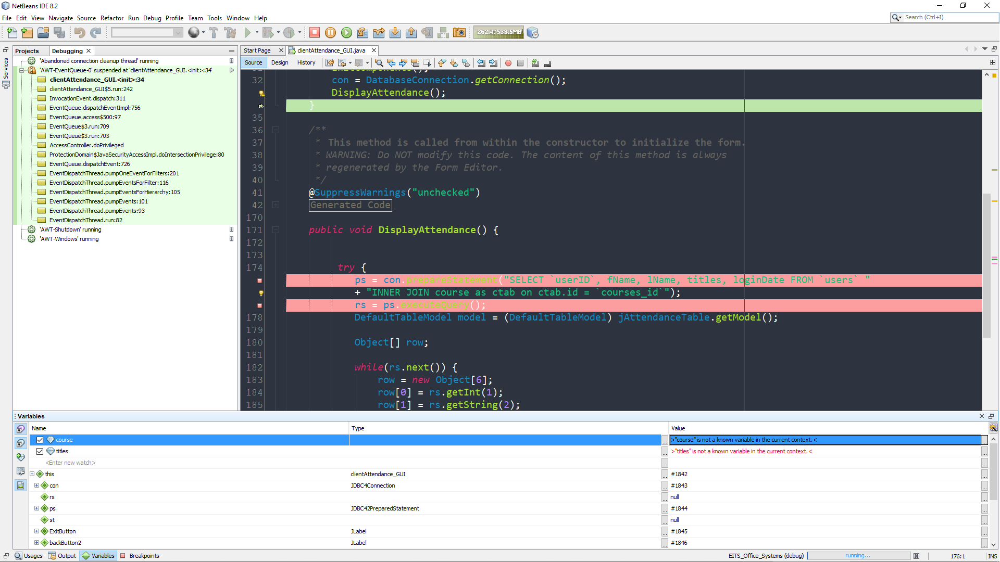 NetBeans IDE 8.2
File Edit View Navigate Source Refactor Run Debug Profile Team Tools Window Help
Search (Ctrl+I)
262.4/533.5MB
Services
Projects
Debugging
'Abandoned connection cleanup thread' running
'AWT-EventQueue-0' suspended at 'clientAttendance_GUI.<init>:34'
clientAttendance_GUI.<init>:34
clientAttendance_GUI$5.run:242
InvocationEvent.dispatch:311
EventQueue.dispatchEventImpl:756
EventQueue.access$500:97
EventQueue$3.run:709
EventQueue$3.run:703
AccessController.doPrivileged
ProtectionDomain$JavaSecurityAccessImpl.doIntersectionPrivilege:80
EventQueue.dispatchEvent:726
EventDispatchThread.pumpOneEventForFilters:201
EventDispatchThread.pumpEventsForFilter:116
EventDispatchThread.pumpEventsForHierarchy:105
EventDispatchThread.pumpEvents:101
EventDispatchThread.pumpEvents:93
EventDispatchThread.run:82
'AWT-Shutdown' running
'AWT-Windows' running
Start Page
clientAttendance_GUI.java
Source Design History
31 initComponents();
32 con = DatabaseConnection.getConnection();
DisplayAttendance();
}
35
36 /**
37 * This method is called from within the constructor to initialize the form.
38 * WARNING: Do NOT modify this code. The content of this method is always
39 * regenerated by the Form Editor.
40 */
41 @SuppressWarnings("unchecked")
42 Generated Code
170
171 public void DisplayAttendance() {
172
173
174 try {
ps = con.prepareStatement("SELECT `userID`, fName, lName, titles, loginDate FROM `users` "
+ "INNER JOIN course as ctab on ctab.id = `courses_id`");
rs = ps.executeQuery();
178 DefaultTableModel model = (DefaultTableModel) jAttendanceTable.getModel();
179
180 Object[] row;
181
182 while(rs.next()) {
183 row = new Object[6];
184 row[0] = rs.getInt(1);
185 row[1] = rs.getString(2);
Variables
Name Type Value
course >"course" is not a known variable in the current context.<
titles >"titles" is not a known variable in the current context.<
<Enter new watch>
this clientAttendance_GUI #1842
con JDBC4Connection #1843
rs null
ps JDBC42PreparedStatement #1844
st null
ExitButton JLabel #1845
backButton2 JLabel #1846
Usages Output Variables Breakpoints
EITS_Office_Systems (debug) running... 176:1 INS